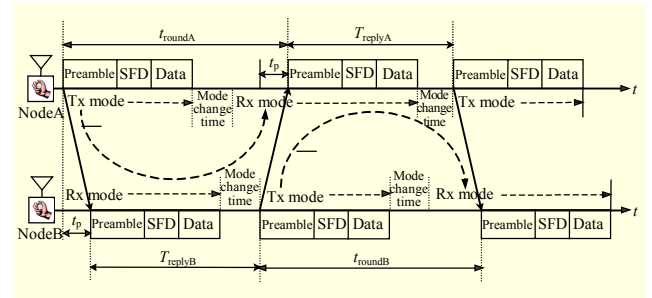 t_roundA T_replyA
t_p
Preamble SFD Data Preamble SFD Data Preamble SFD Data
t
NodeA
Tx mode Mode change time Rx mode Mode change time Tx mode
Rx mode Mode change time Tx mode Mode change time Rx mode
NodeB
t_p
t
Preamble SFD Data Preamble SFD Data Preamble SFD Data
T_replyB t_roundB